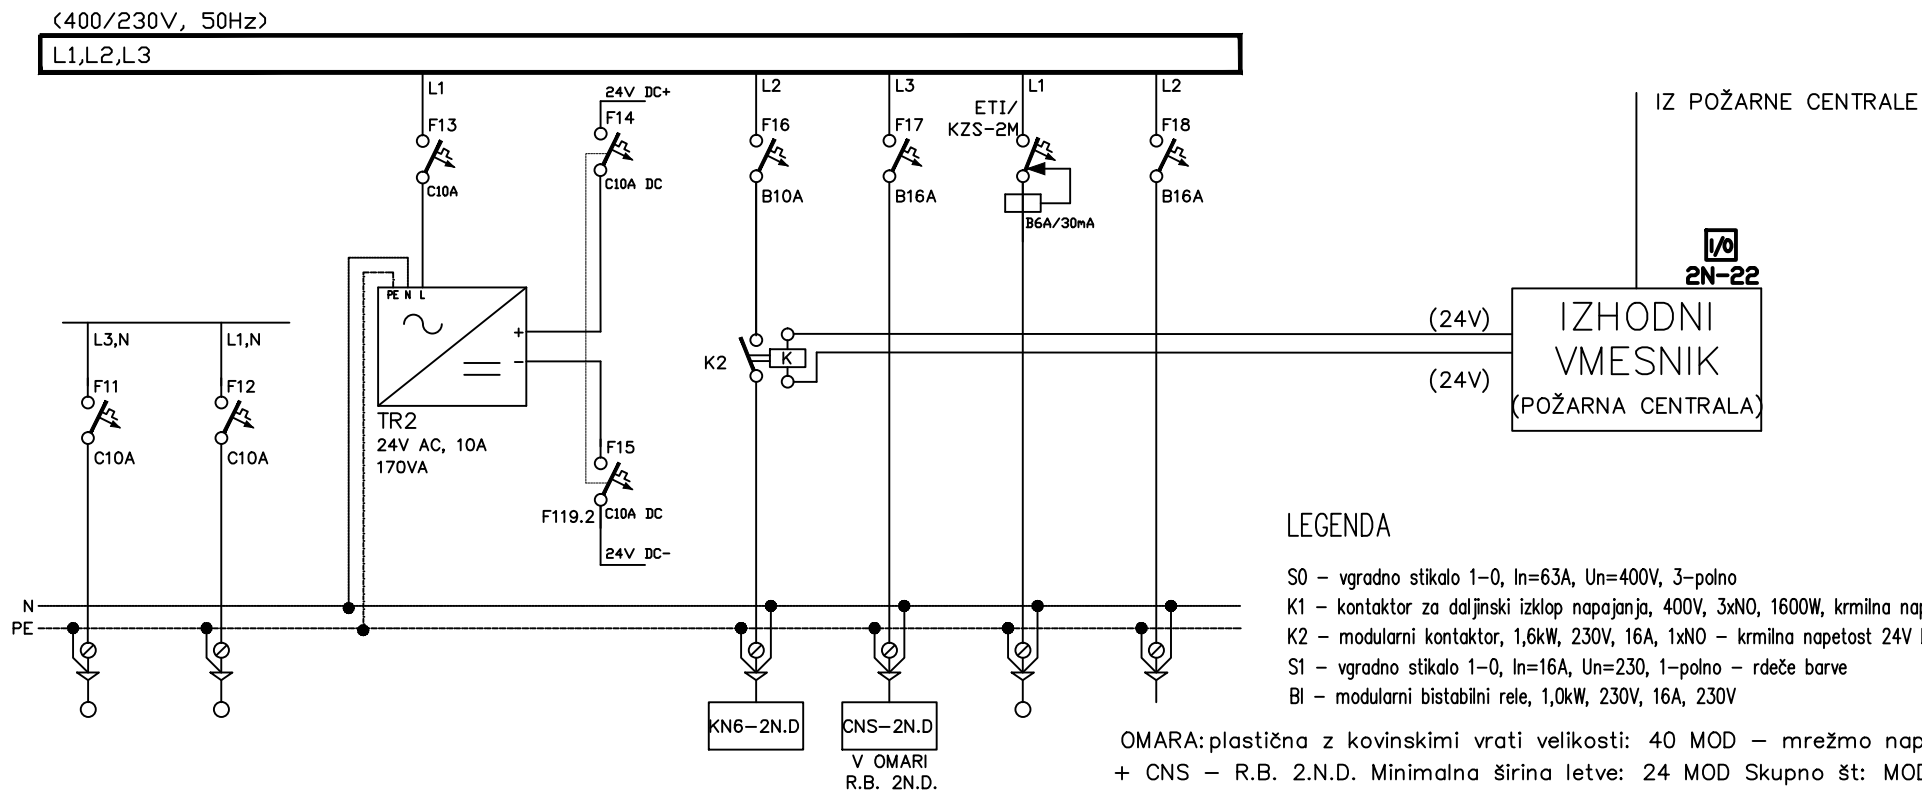 (400/230V, 50Hz)
L1,L2,L3
L1
24V DC+
L2
L3
L1
L2
IZ POŽARNE CENTRALE
F13
F14
F16
F17
ETI/
KZS-2M
F18
C10A
C10A DC
B10A
B16A
B6A/30mA
B16A
I/O
2N-22
PE N L
+
-
L3,N
L1,N
F11
F12
C10A
C10A
TR2
24V AC, 10A
170VA
K2
K
(24V)
(24V)
IZHODNI
VMESNIK
(POŽARNA CENTRALA)
F15
F119.2
C10A DC
24V DC-
LEGENDA
S0 - vgradno stikalo 1-0, In=63A, Un=400V, 3-polno
K1 - kontaktor za daljinski izklop napajanja, 400V, 3xNO, 1600W, krmilna
K2 - modularni kontaktor, 1,6kW, 230V, 16A, 1xNO - krmilna napetost 24V
S1 - vgradno stikalo 1-0, In=16A, Un=230, 1-polno - rdeče barve
BI - modularni bistabilni rele, 1,0kW, 230V, 16A, 230V
N
PE
KN6-2N.D
CNS-2N.D
V OMARI
R.B. 2N.D.
OMARA: plastična z kovinskimi vrati velikosti: 40 MOD - mrežmo
+ CNS - R.B. 2.N.D. Minimalna širina letve: 24 MOD Skupno št: